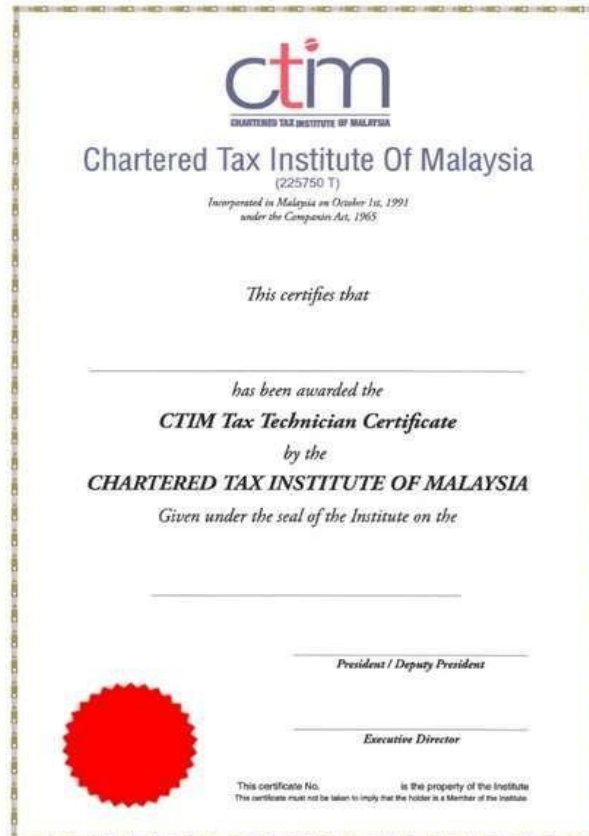 ctim
CHARTERED TAX INSTITUTE OF MALAYSIA
Chartered Tax Institute Of Malaysia
(225750 T)
Incorporated in Malaysia on October 1st, 1991
under the Companies Act, 1965
This certifies that
has been awarded the
CTIM Tax Technician Certificate
by the
CHARTERED TAX INSTITUTE OF MALAYSIA
Given under the seal of the Institute on the
President / Deputy President
Executive Director
This certificate No. is the property of the Institute
This certificate must not be taken to imply that the holder is a Member of the Institute.